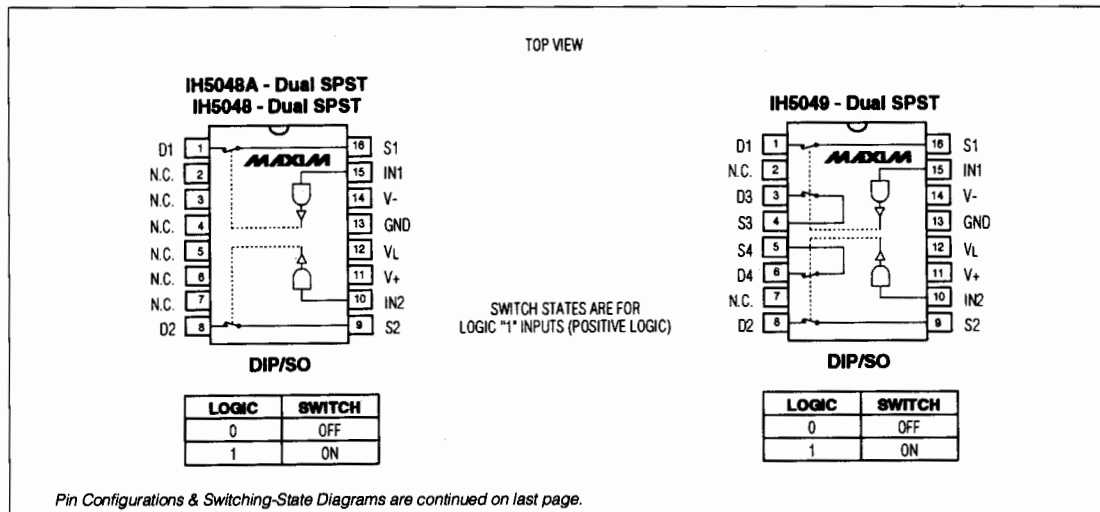 TOP VIEW
IH5048A - Dual SPST
IH5048 - Dual SPST
MAXIM
D1 1
N.C. 2
N.C. 3
N.C. 4
N.C. 5
N.C. 6
N.C. 7
D2 8
16 S1
15 IN1
14 V-
13 GND
12 VL
11 V+
10 IN2
9 S2
DIP/SO
LOGIC SWITCH
0 OFF
1 ON
SWITCH STATES ARE FOR
LOGIC "1" INPUTS (POSITIVE LOGIC)
IH5049 - Dual SPST
MAXIM
D1 1
N.C. 2
D3 3
S3 4
S4 5
D4 6
N.C. 7
D2 8
16 S1
15 IN1
14 V-
13 GND
12 VL
11 V+
10 IN2
9 S2
DIP/SO
LOGIC SWITCH
0 OFF
1 ON
Pin Configurations & Switching-State Diagrams are continued on last page.